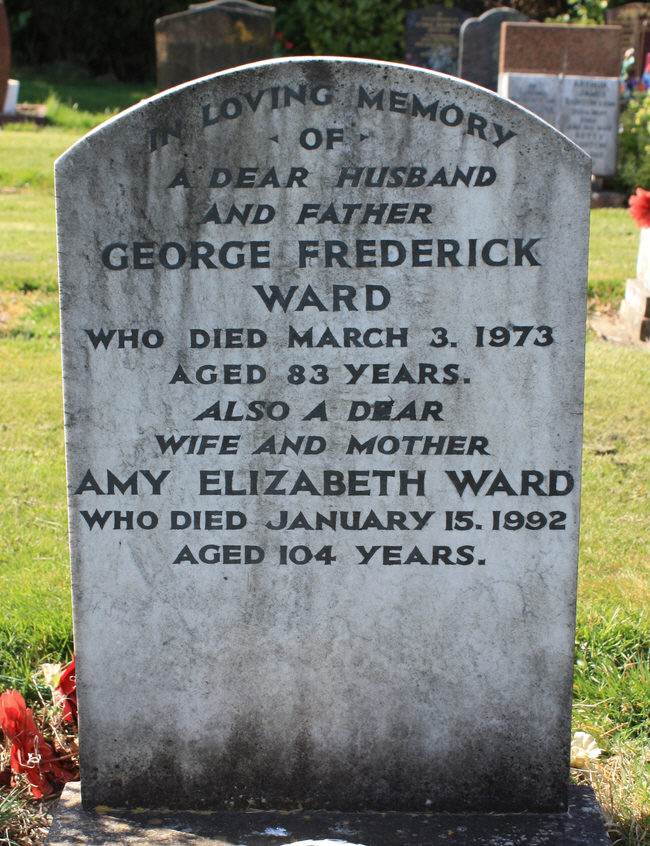 IN LOVING MEMORY
OF
A DEAR HUSBAND
AND FATHER
GEORGE FREDERICK
WARD
WHO DIED MARCH 3. 1973
AGED 83 YEARS.
ALSO A DEAR
WIFE AND MOTHER
AMY ELIZABETH WARD
WHO DIED JANUARY 15. 1992
AGED 104 YEARS.